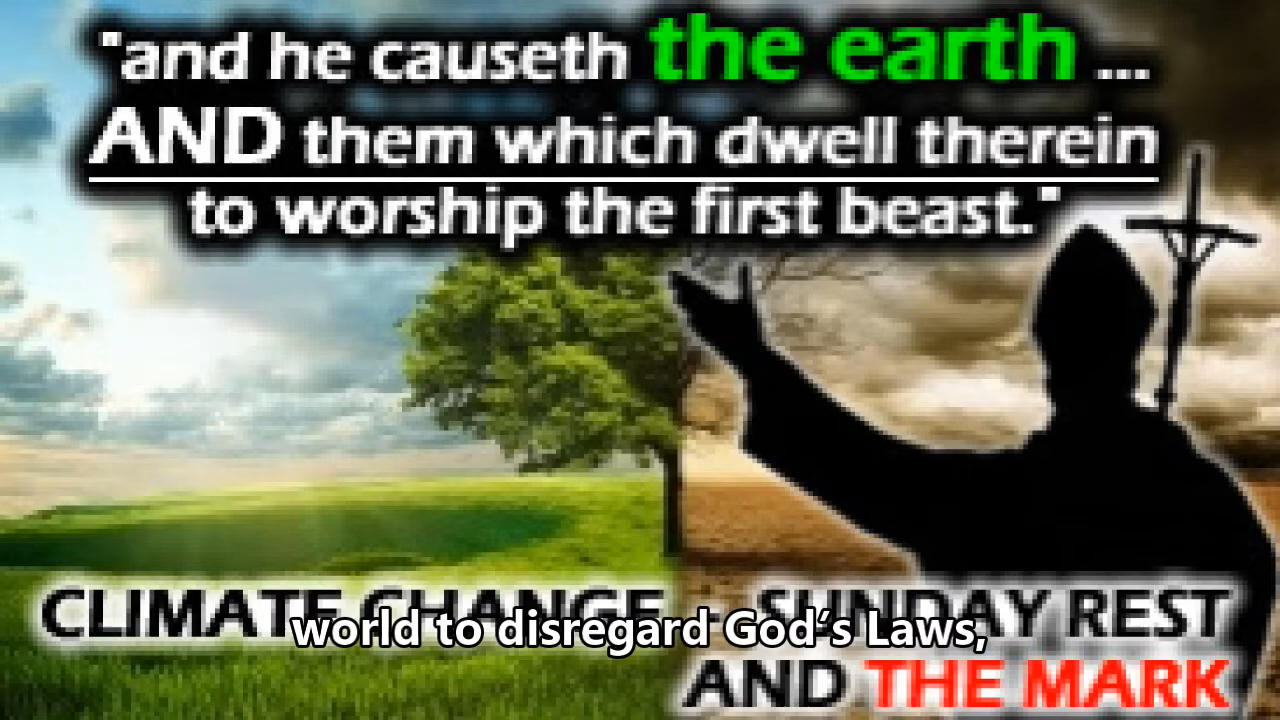 "and he causeth the earth ...
AND them which dwell therein
to worship the first beast."
CLIMATE CHANGE SUNDAY REST
world to disregard God's Laws,
AND THE MARK